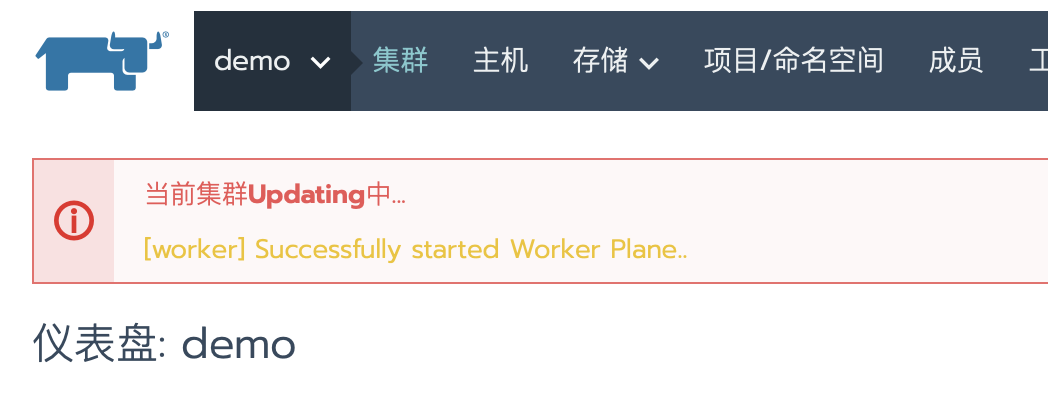 demo 集群 主机 存储 项目/命名空间 成员
当前集群Updating中...
[worker] Successfully started Worker Plane..
仪表盘: demo